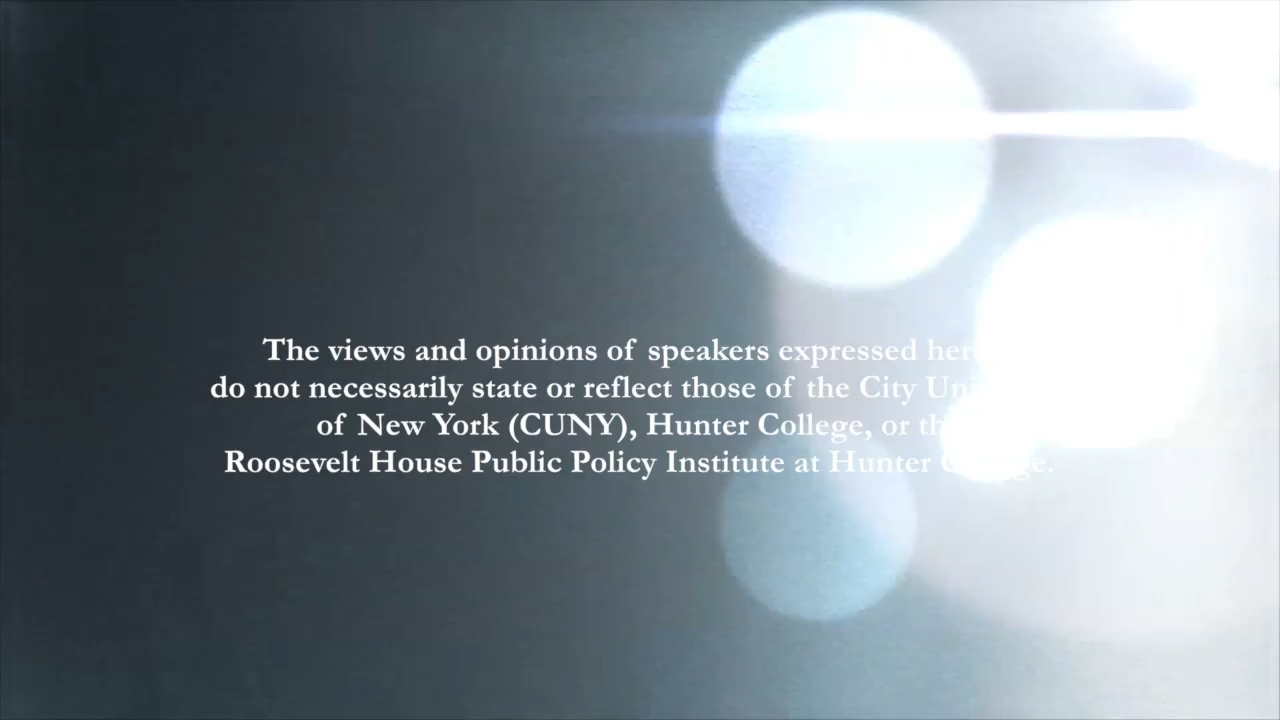 The views and opinions of speakers expressed
do not necessarily state or reflect those of the City
of New York (CUNY), Hunter College, or
Roosevelt House Public Policy Institute at Hunter